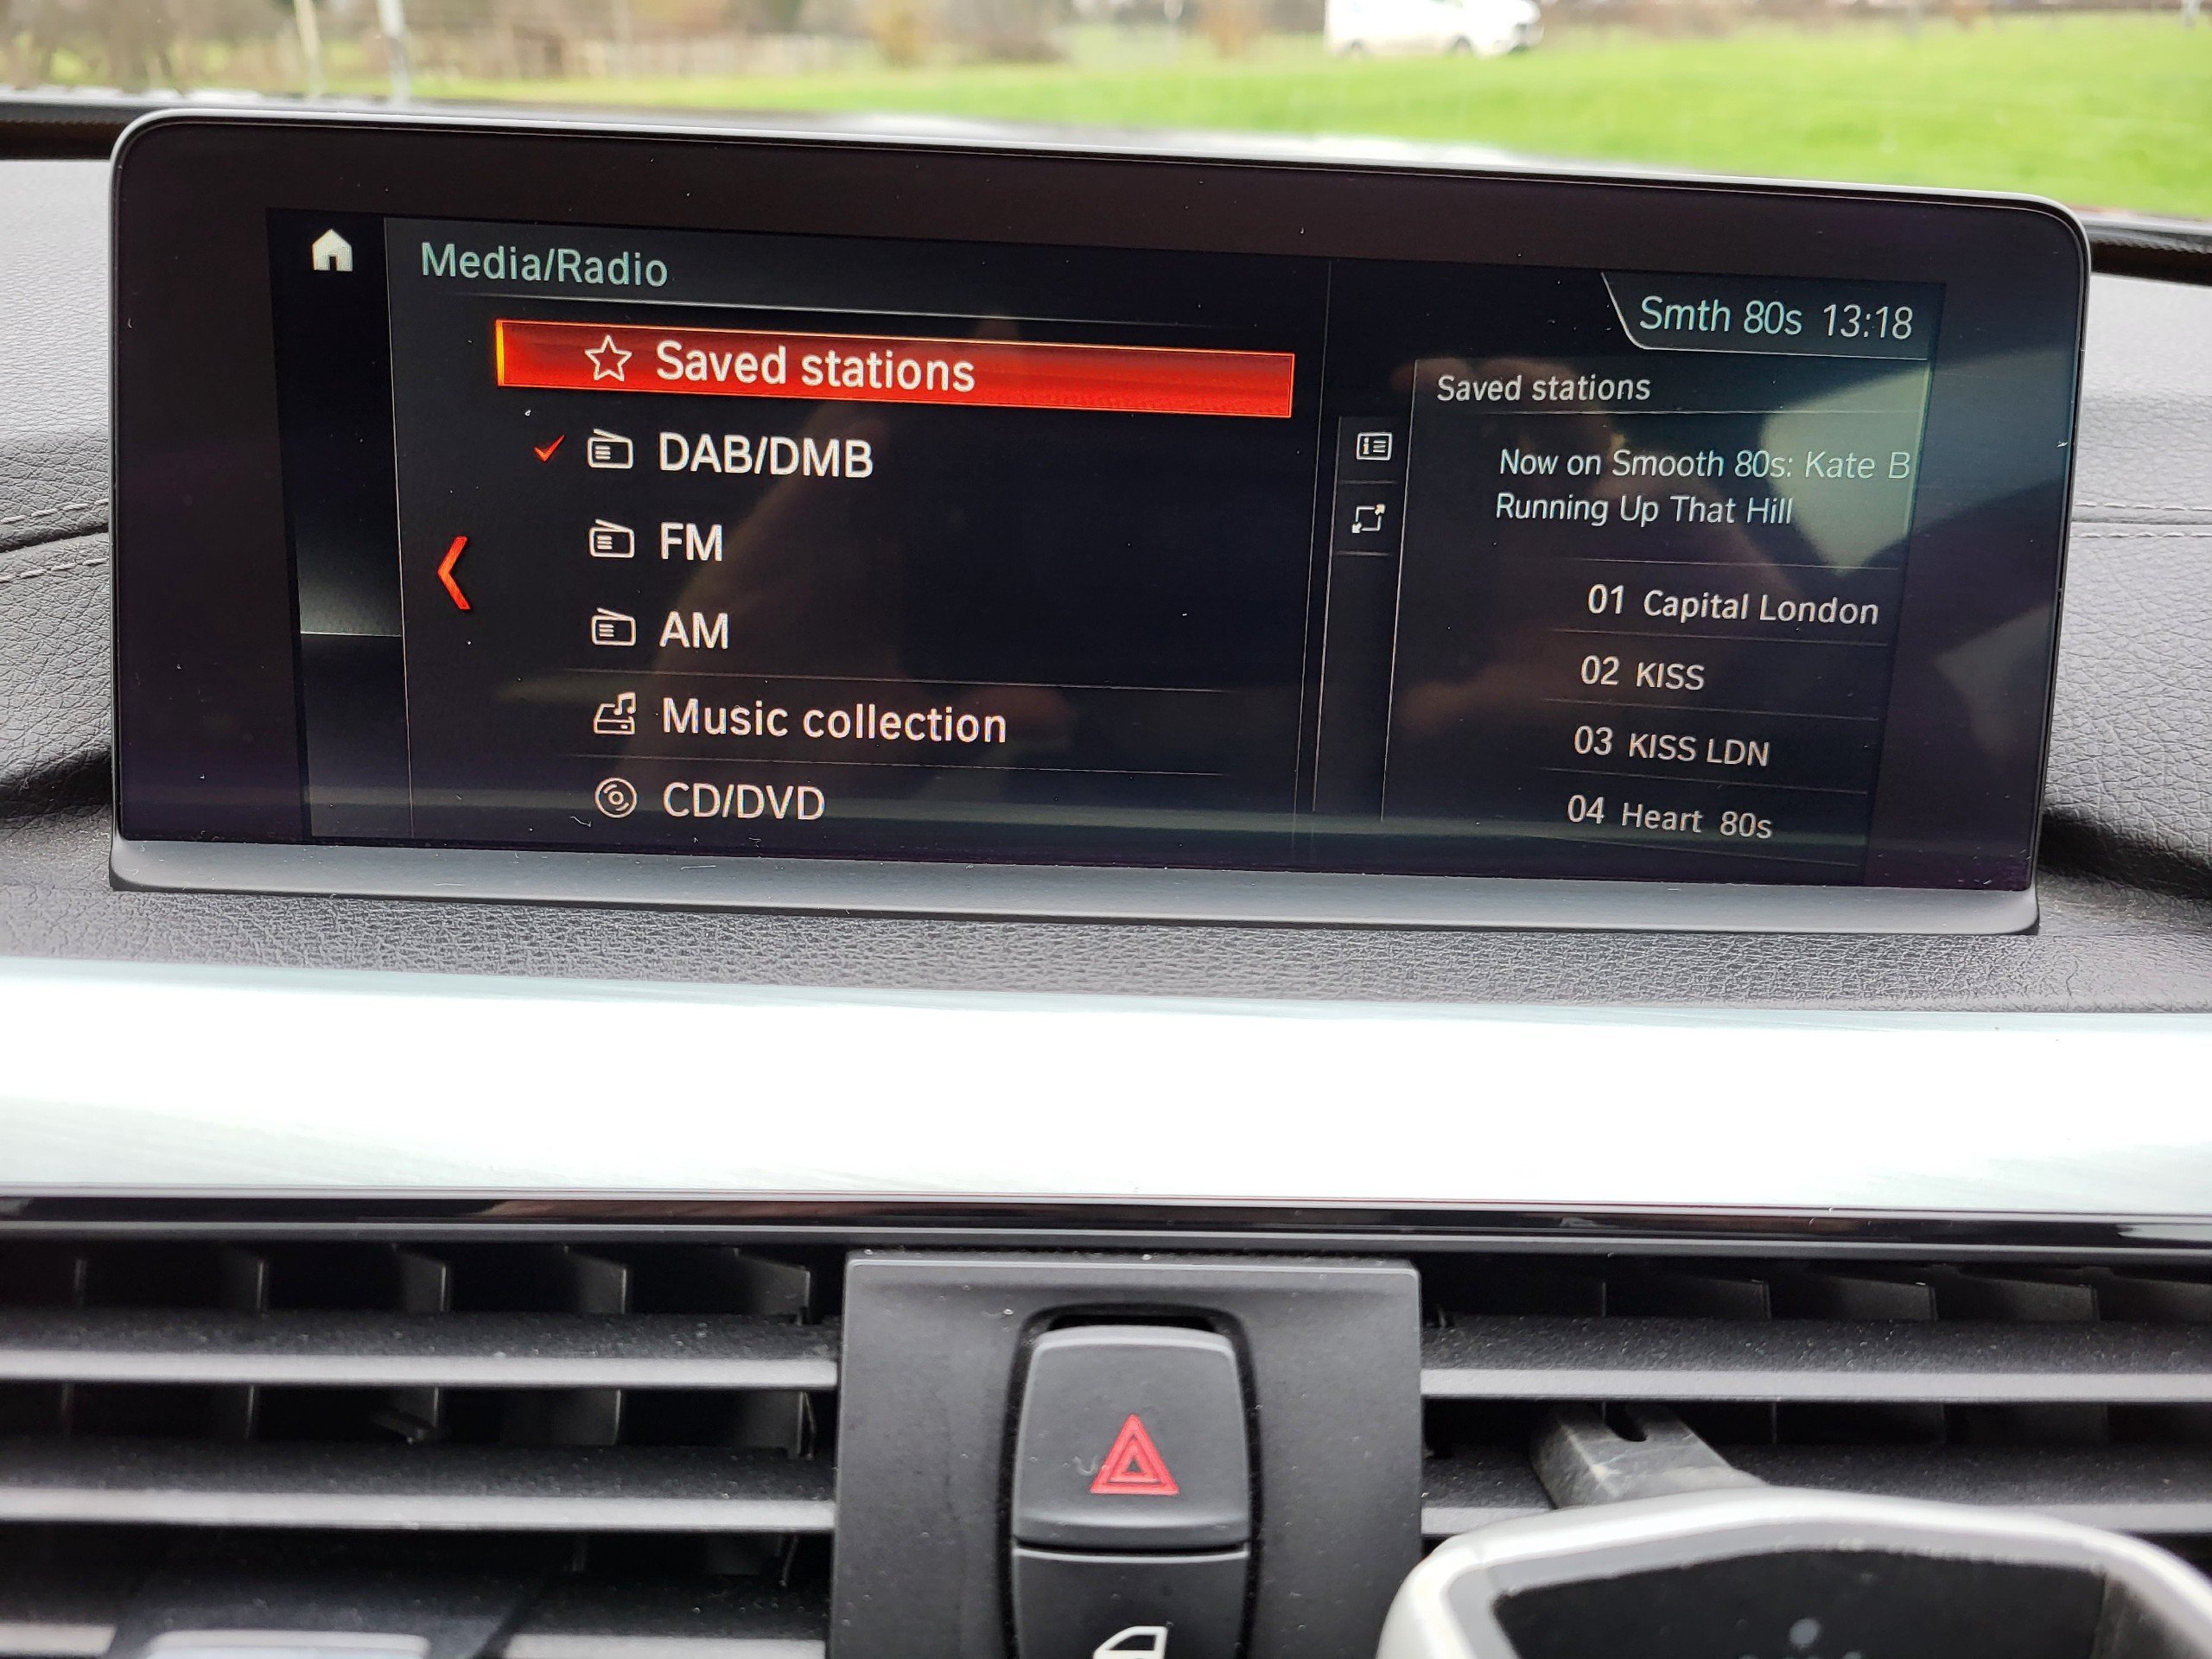 Media/Radio
Saved stations
DAB/DMB
FM
AM
Music collection
CD/DVD
Smth 80s 13:18
Saved stations
Now on Smooth 80s: Kate B
Running Up That Hill
01 Capital London
02 KISS
03 KISS LDN
04 Heart 80s